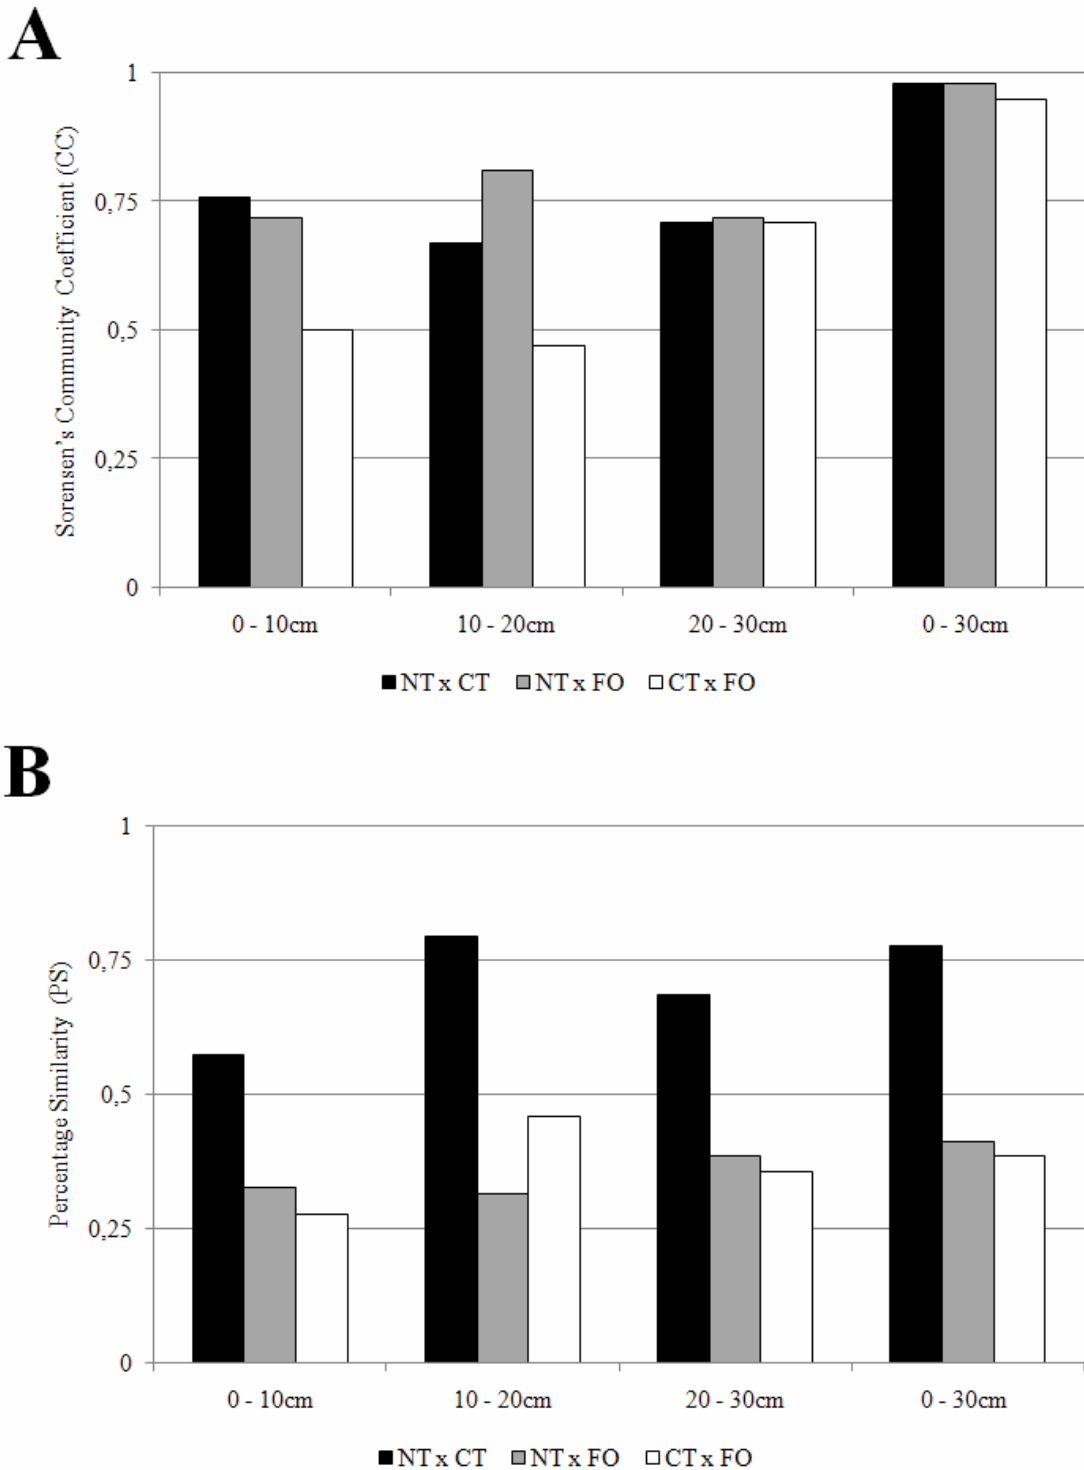 A
Sorensen's Community Coefficient (CC)
1
0,75
0,5
0,25
0
0 - 10cm
10 - 20cm
20 - 30cm
0 - 30cm
NT x CT
NT x FO
CT x FO
B
Percentage Similarity (PS)
1
0,75
0,5
0,25
0
0 - 10cm
10 - 20cm
20 - 30cm
0 - 30cm
NT x CT
NT x FO
CT x FO